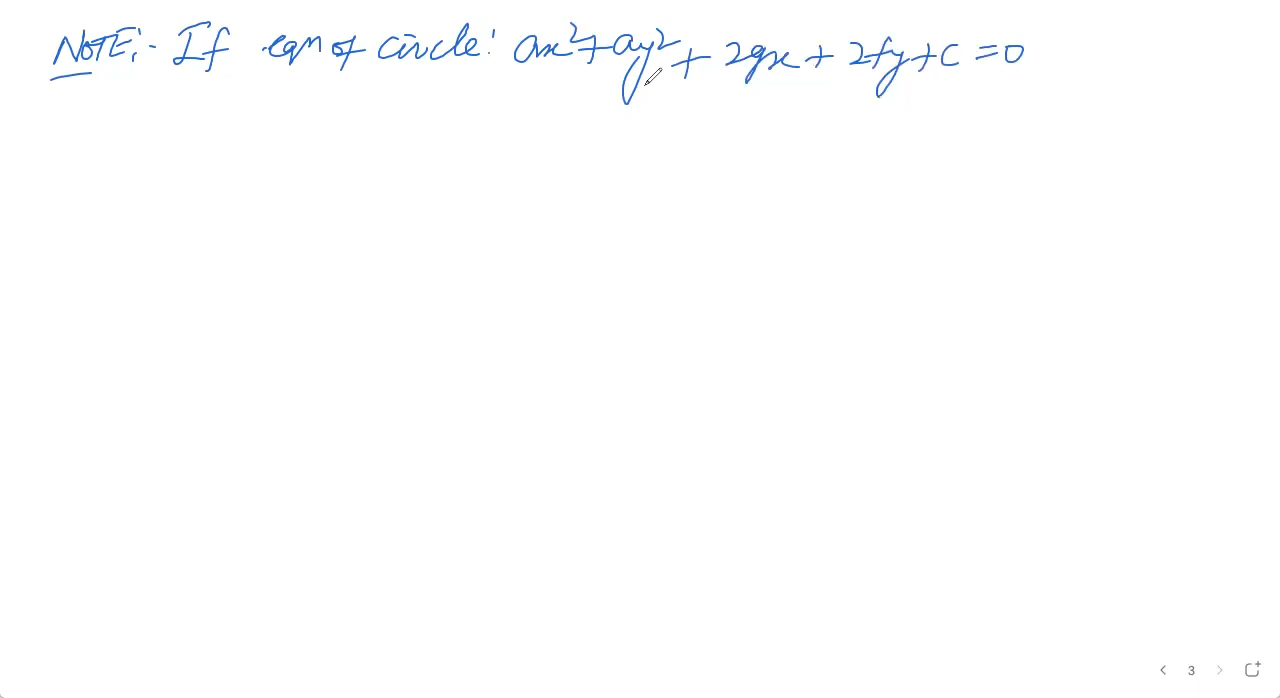 NOTE:- If eqn of circle: ax²+ay²+2gx+2fy+c=0
3